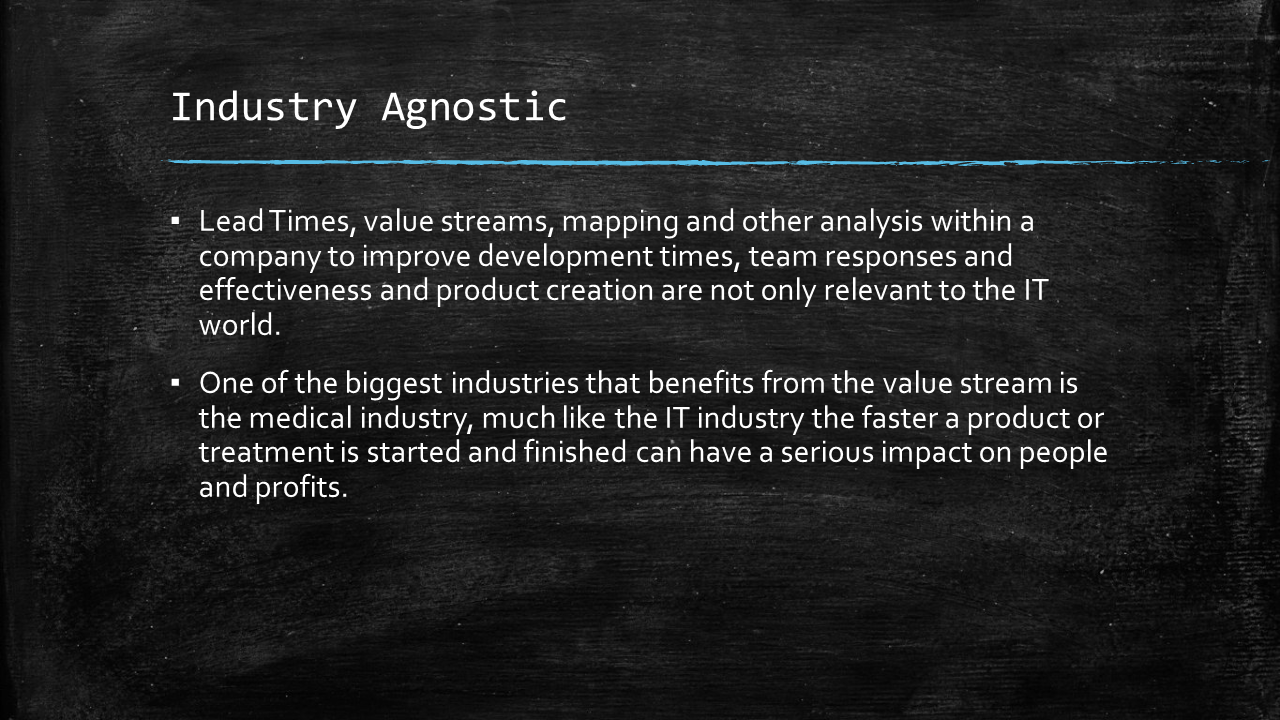 Industry Agnostic
▪ Lead Times, value streams, mapping and other analysis within a
company to improve development times, team responses and
effectiveness and product creation are not only relevant to the IT
world.
▪ One of the biggest industries that benefits from the value stream is
the medical industry, much like the IT industry the faster a product or
treatment is started and finished can have a serious impact on people
and profits.